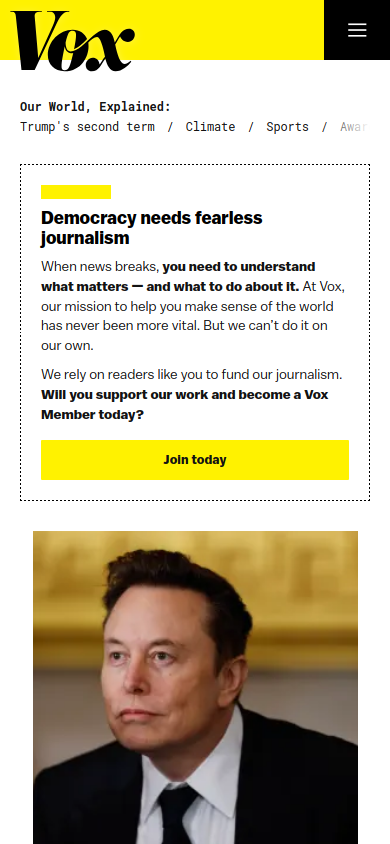 Vox
Our World, Explained:
Trump's second term / Climate / Sports / Awar
Democracy needs fearless
journalism
When news breaks, you need to understand
what matters — and what to do about it. At Vox,
our mission to help you make sense of the world
has never been more vital. But we can't do it on
our own.
We rely on readers like you to fund our journalism.
Will you support our work and become a Vox
Member today?
Join today